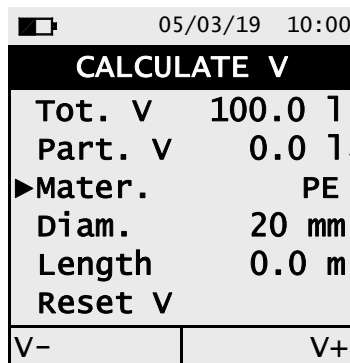 05/03/19 10:00
CALCULATE V
Tot. V 100.0 l
Part. V 0.0 l
►Mater. PE
Diam. 20 mm
Length 0.0 m
Reset V
V- V+